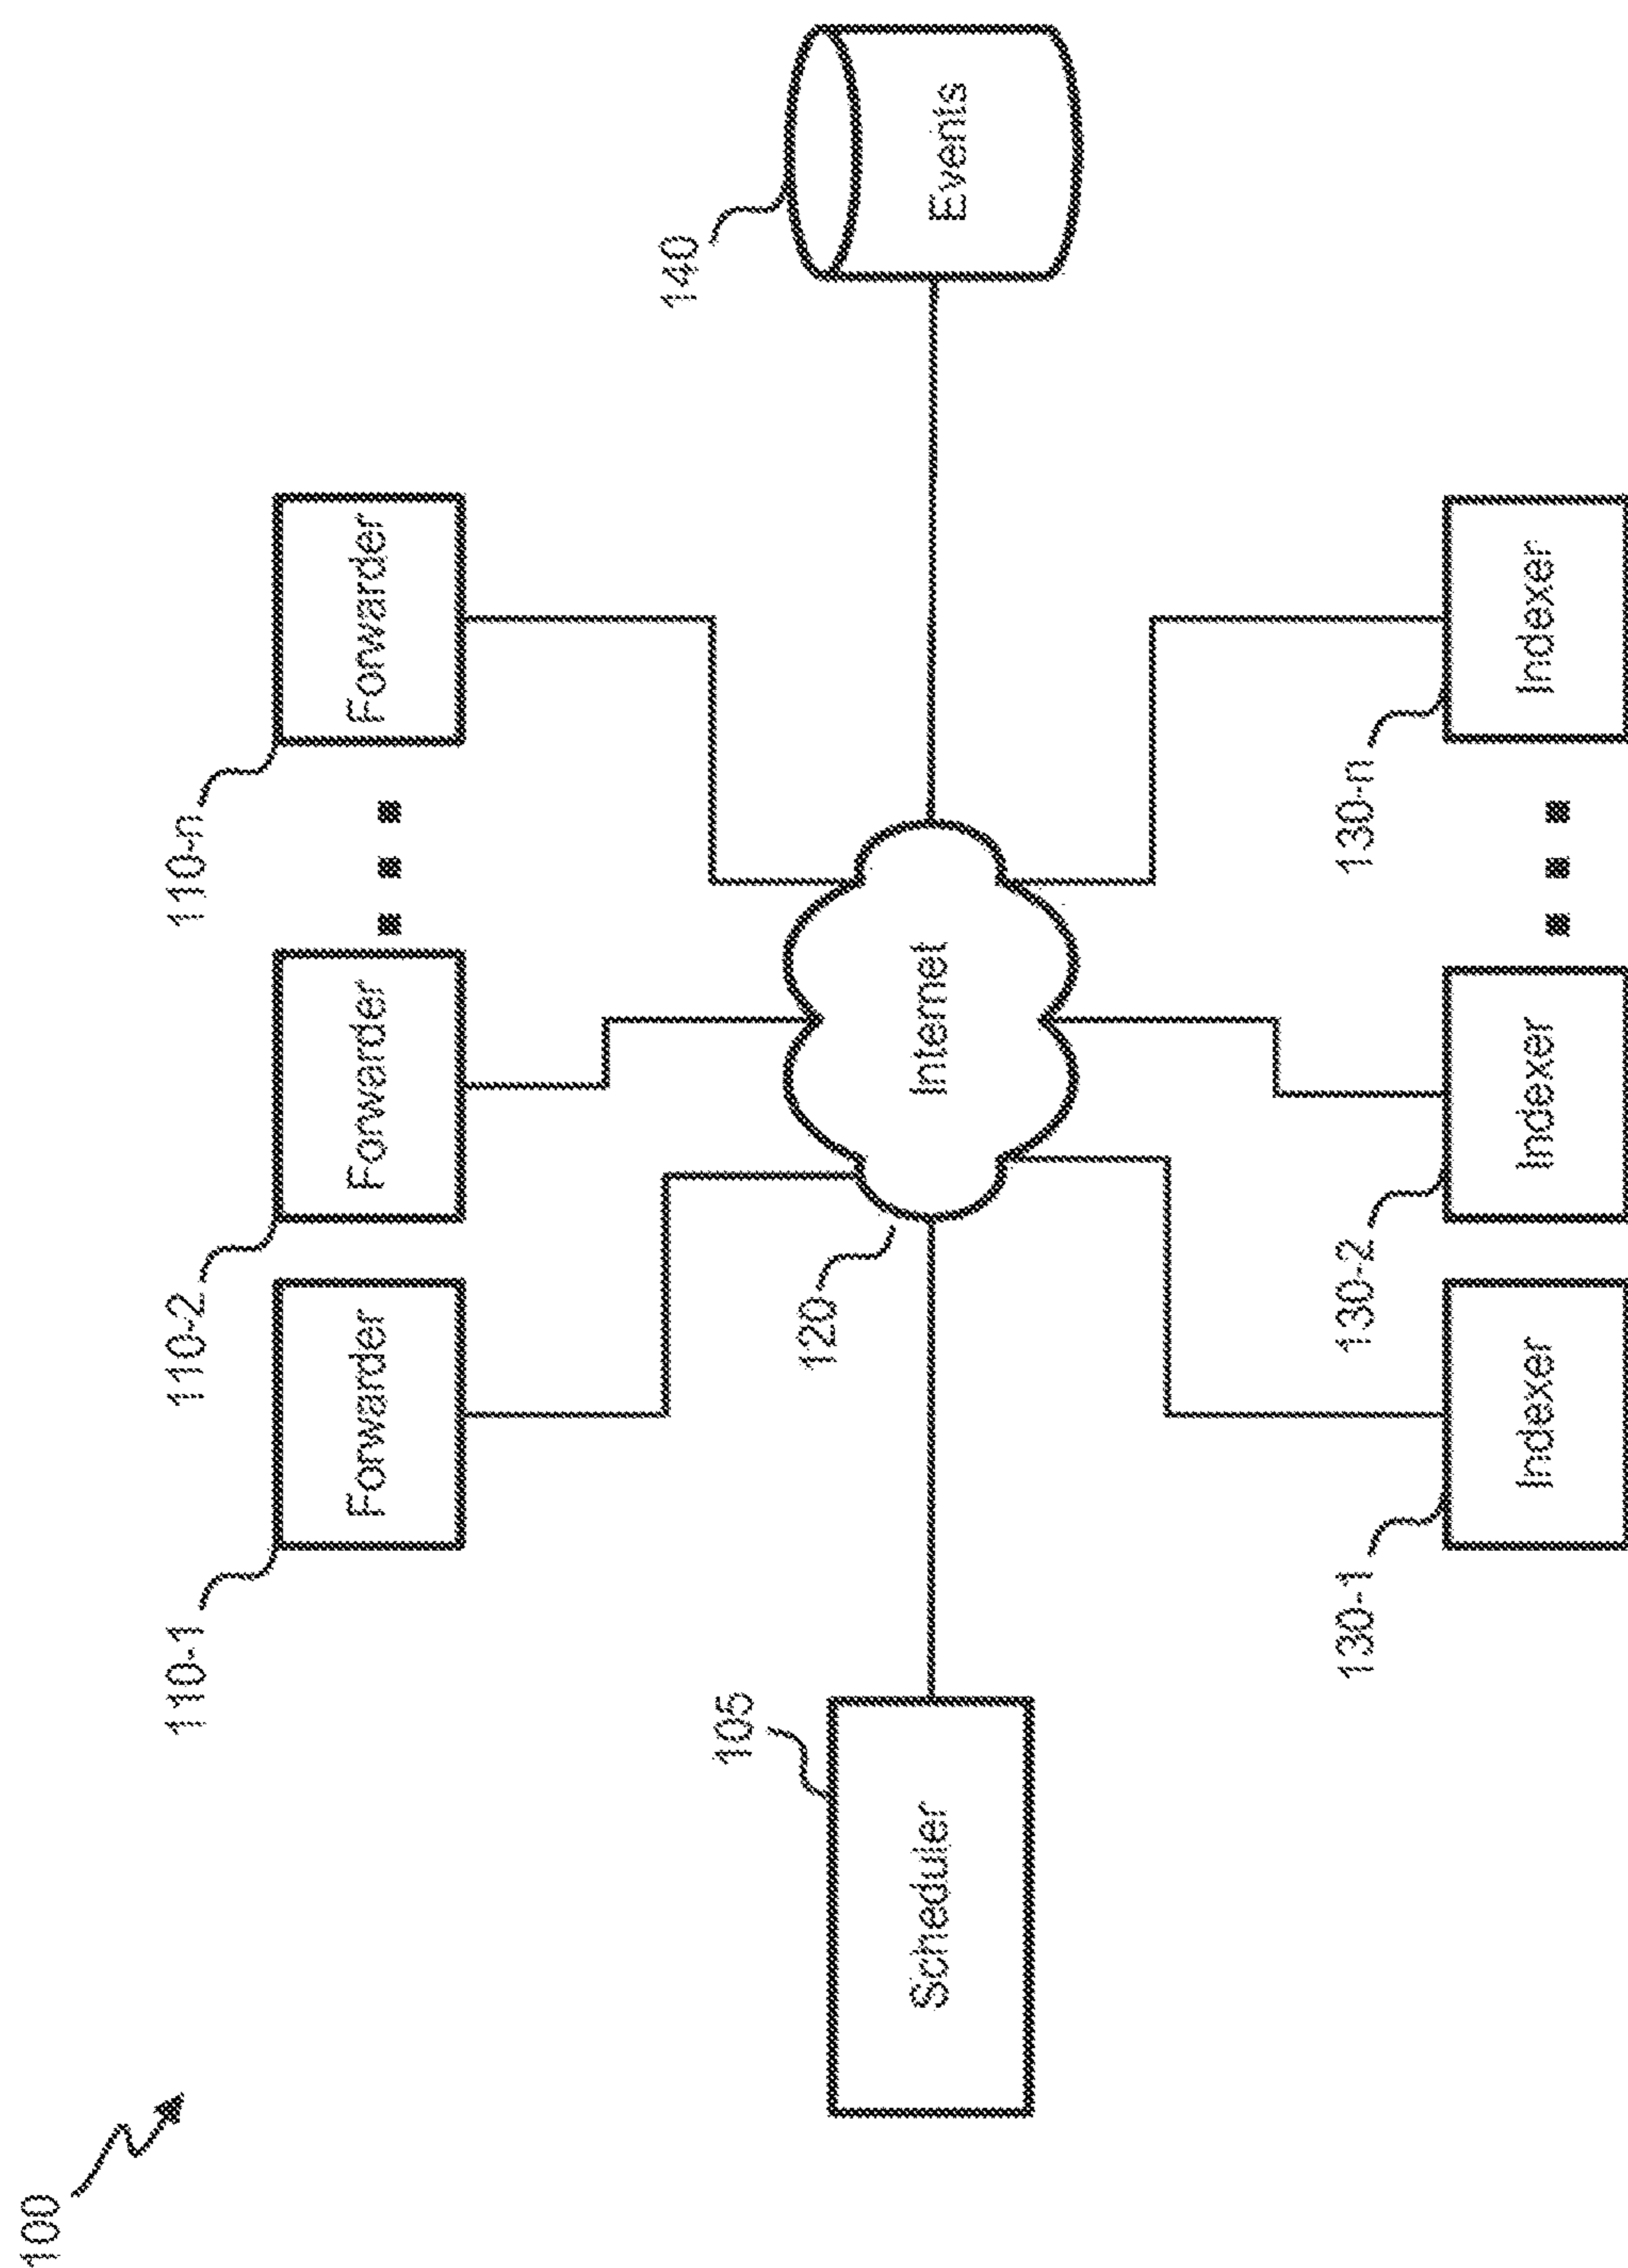 100
110-1
110-2
110-n
Forwarder
Forwarder
Forwarder
105
120
140
Scheduler
Internet
Events
130-1
130-2
130-n
Indexer
Indexer
Indexer